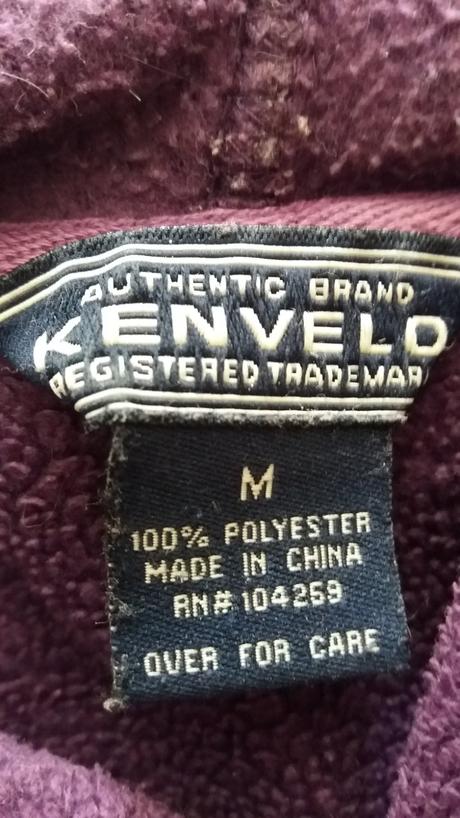 AUTHENTIC BRAND
KENVELO
REGISTERED TRADEMAR
M
100% POLYESTER
MADE IN CHINA
RN# 104259
OVER FOR CARE